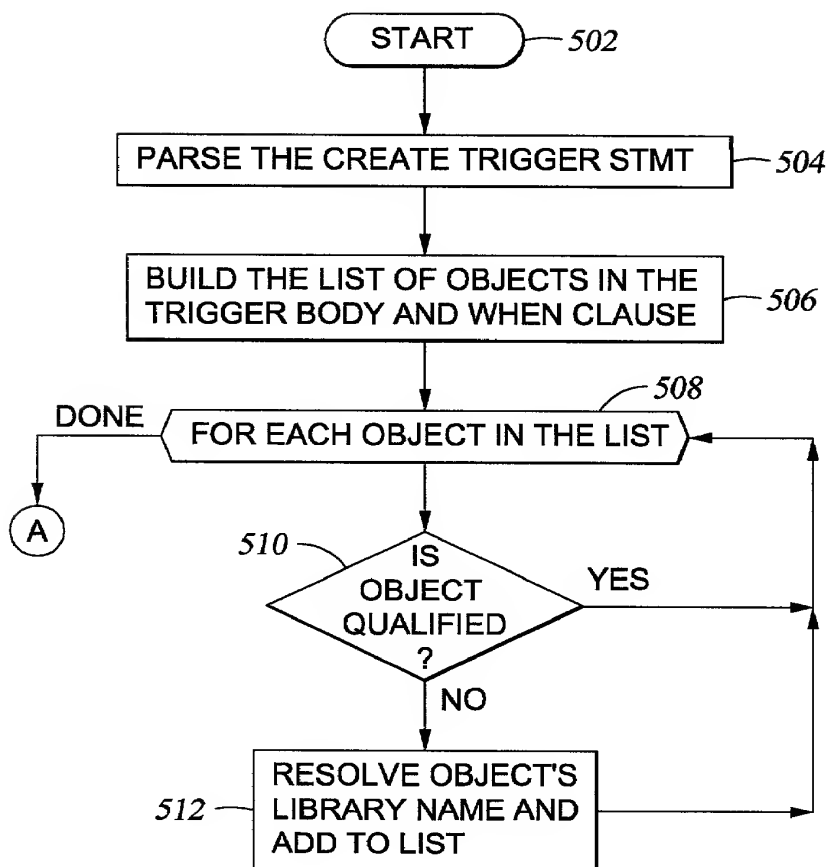 START
502
PARSE THE CREATE TRIGGER STMT
504
BUILD THE LIST OF OBJECTS IN THE
TRIGGER BODY AND WHEN CLAUSE
506
508
DONE
FOR EACH OBJECT IN THE LIST
A
510
IS
OBJECT
QUALIFIED
?
YES
NO
RESOLVE OBJECT'S
LIBRARY NAME AND
ADD TO LIST
512